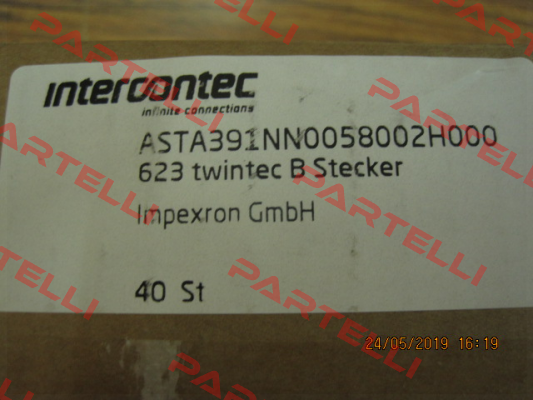 intercontec
infinite connections
ASTA391NN0058002H000
623 twintec B Stecker
Impexron GmbH
40 St
24/05/2019 16:19
PARTELLI
PARTELLI
PARTELLI
PARTELLI
PARTELLI
PARTELLI
PARTELLI